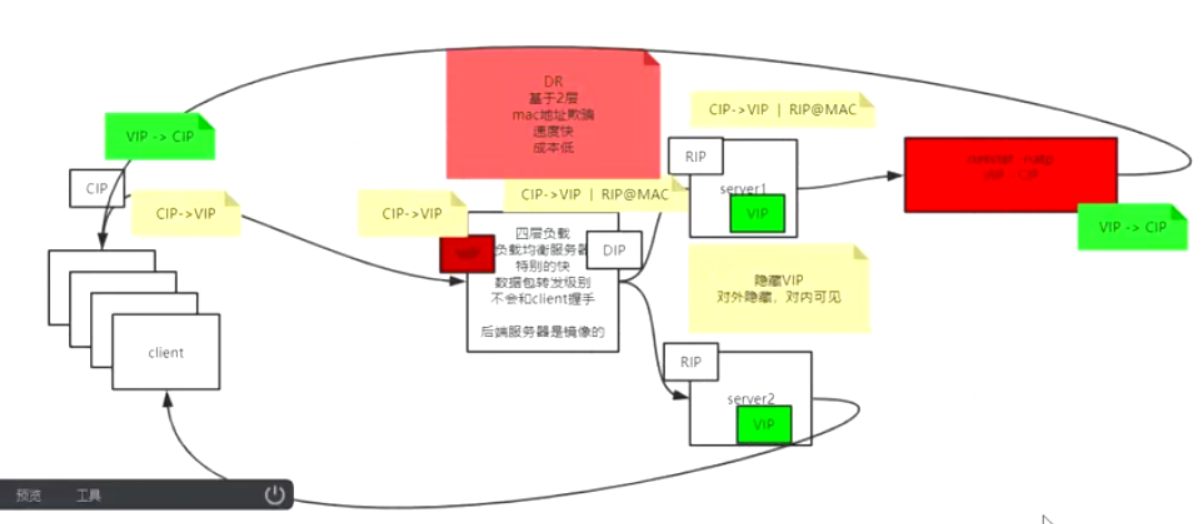 DR
基于2层
mac地址欺骗
速度快
成本低
CIP->VIP | RIP@MAC
VIP -> CIP
RIP
CIP
CIP->VIP
CIP->VIP
CIP->VIP | RIP@MAC
server1
VIP
VIP -> CIP
四层负载
负载均衡服务器
特别的快
数据包转发级别
不会和client握手
后端服务器是镜像的
DIP
隐藏VIP
对外隐藏，对内可见
client
RIP
server2
VIP
预览
工具